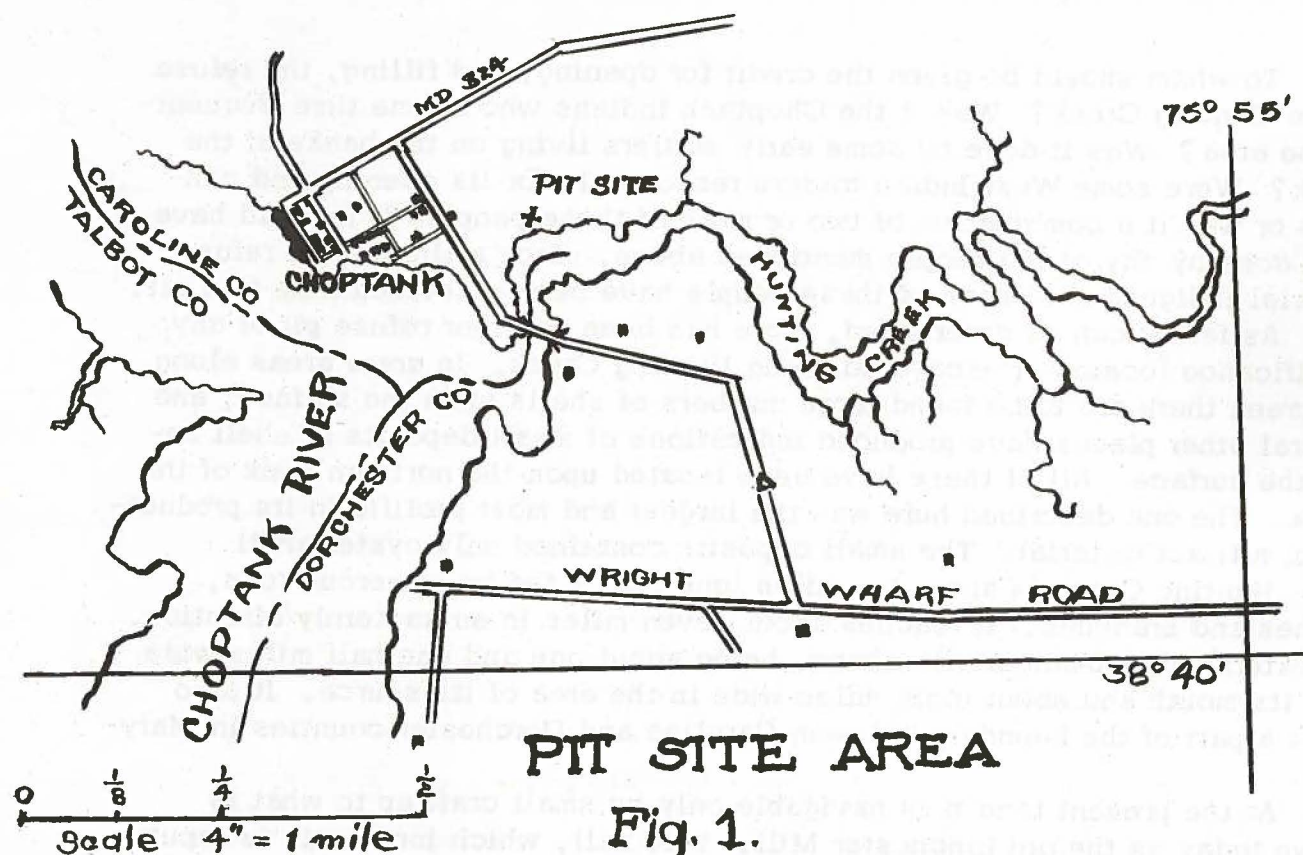 MD 324
75° 55'
PIT SITE
CAROLINE CO
TALBOT CO
CHOPTANK
HUNTING CREEK
CHOPTANK RIVER
DORCHESTER CO.
WRIGHT WHARF ROAD
38° 40'
PIT SITE AREA
0 1/8 1/4 1/2
Scale 4" = 1 mile
Fig. 1.